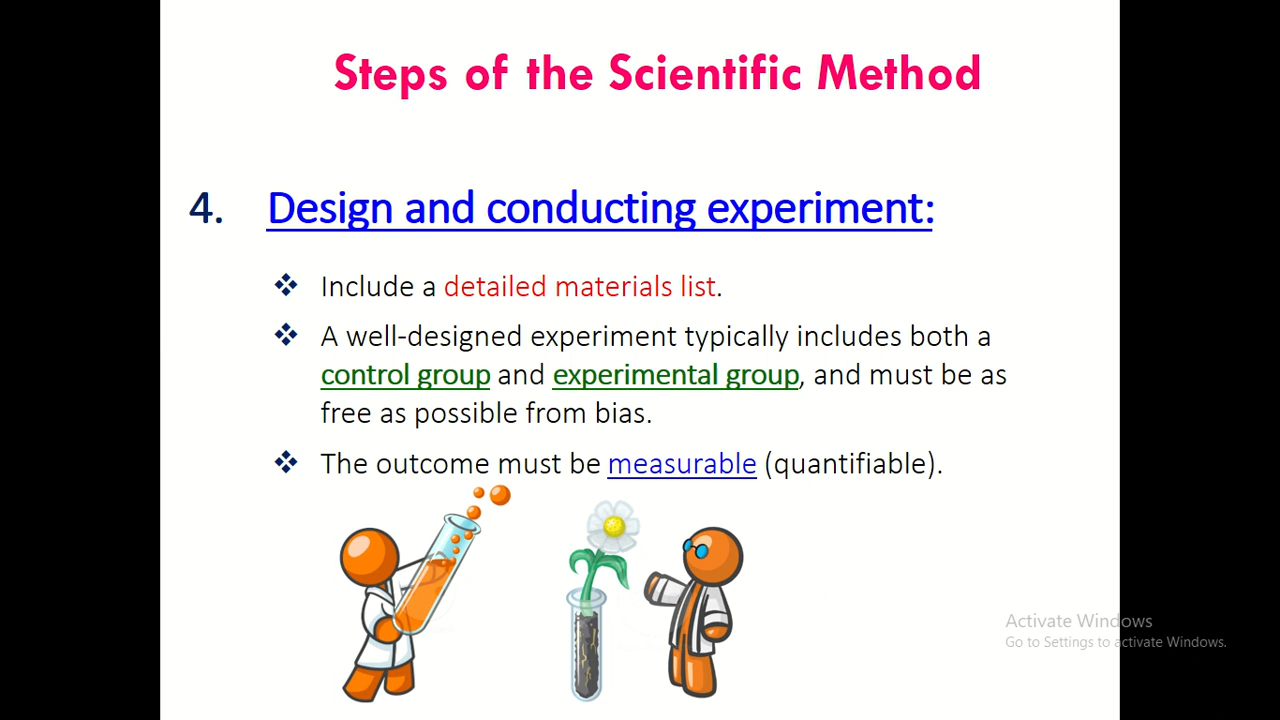 Steps of the Scientific Method
4. Design and conducting experiment:
❖ Include a detailed materials list.
❖ A well-designed experiment typically includes both a
control group and experimental group, and must be as
free as possible from bias.
❖ The outcome must be measurable (quantifiable).
Activate Windows
Go to Settings to activate Windows.